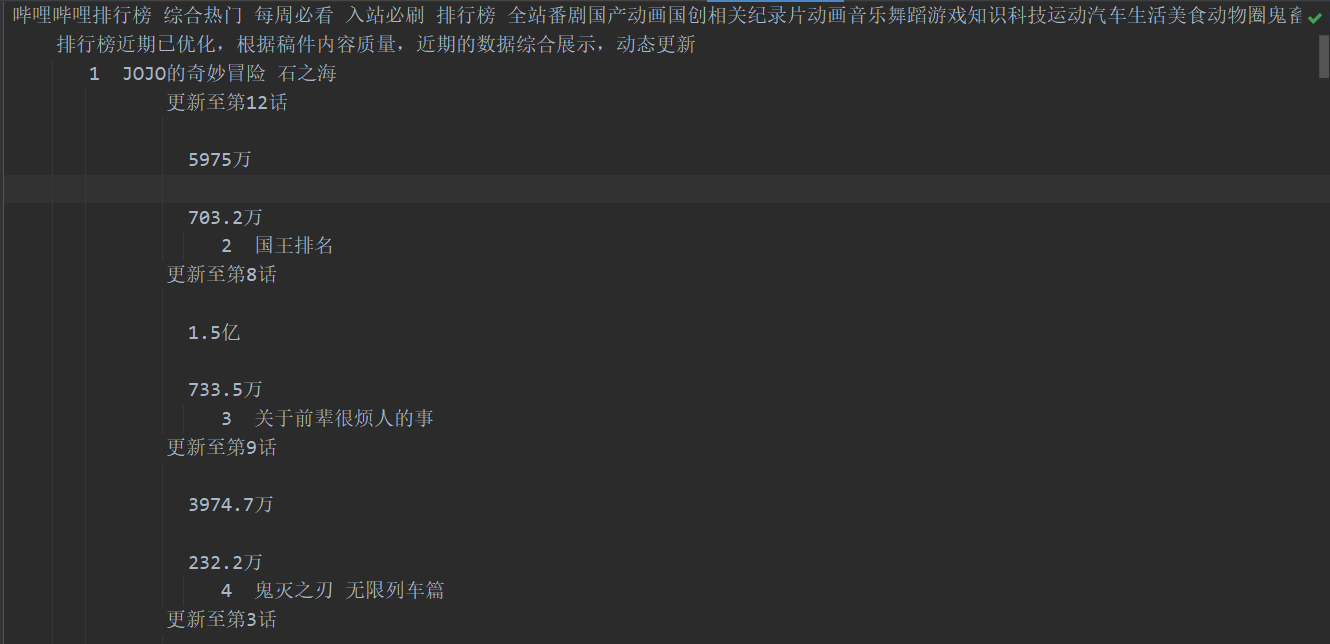 哔哩哔哩排行榜 综合热门 每周必看 入站必刷 排行榜 全站番剧国产动画国创相关纪录片动画音乐舞蹈游戏知识科技运动汽车生活美食动物圈鬼畜
排行榜近期已优化，根据稿件内容质量，近期的数据综合展示，动态更新
1 JOJO的奇妙冒险 石之海
更新至第12话
5975万
703.2万
2 国王排名
更新至第8话
1.5亿
733.5万
3 关于前辈很烦人的事
更新至第9话
3974.7万
232.2万
4 鬼灭之刃 无限列车篇
更新至第3话